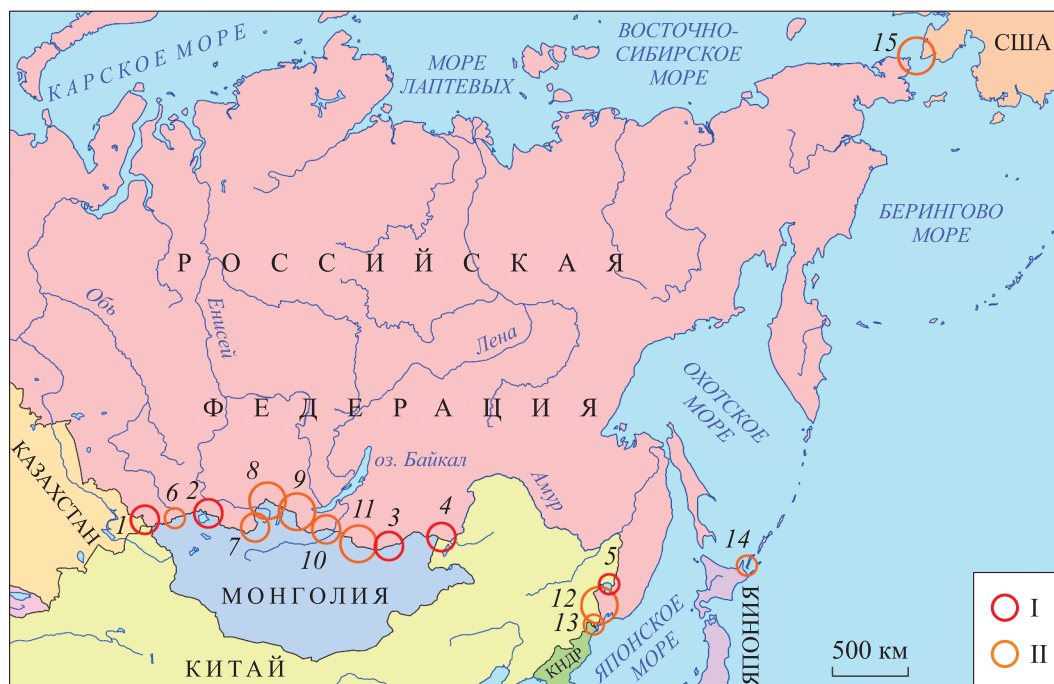 КАРСКОЕ МОРЕ
МОРЕ
ЛАПТЕВЫХ
ВОСТОЧНО-
СИБИРСКОЕ
МОРЕ
15
США
БЕРИНГОВО
МОРЕ
РОССИЙСКАЯ
Обь
Енисей
Лена
ФЕДЕРАЦИЯ
ОХОТСКОЕ
МОРЕ
КАЗАХСТАН
оз. Байкал
Амур
1
6
2
8
7
9
10
11
3
4
5
12
13
14
МОНГОЛИЯ
КИТАЙ
КНДР
ЯПОНСКОЕ
МОРЕ
ЯПОНИЯ
500 км
I
II